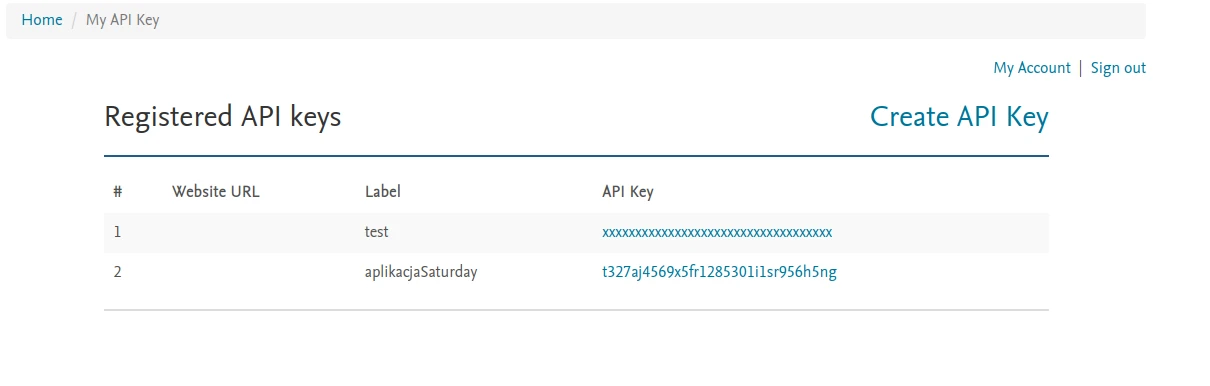 Home / My API Key
My Account | Sign out
Registered API keys Create API Key
# Website URL Label API Key
1 test xxxxxxxxxxxxxxxxxxxxxxxxxxxxxxxxxxx
2 aplikacjaSaturday t327aj4569x5fr1285301i1sr956h5ng